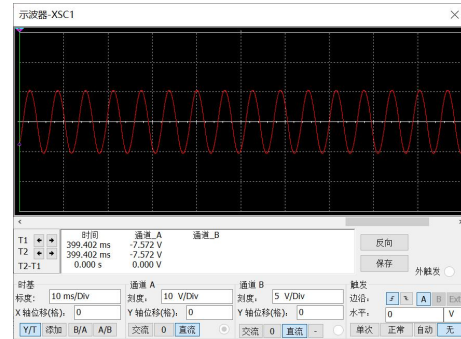 示波器-XSC1
时间 通道_A 通道_B
T1 399.402 ms -7.572 V
T2 399.402 ms -7.572 V
T2-T1 0.000 s 0.000 V
反向
保存
外触发
时基 通道 A 通道 B 触发
标度: 10 ms/Div 刻度: 10 V/Div 刻度: 5 V/Div 边沿: A B Ext
X 轴位移(格): 0 Y 轴位移(格): 0 Y 轴位移(格): 0 水平: 0 V
Y/T 添加 B/A A/B 交流 0 直流 交流 0 直流 - 单次 正常 自动 无